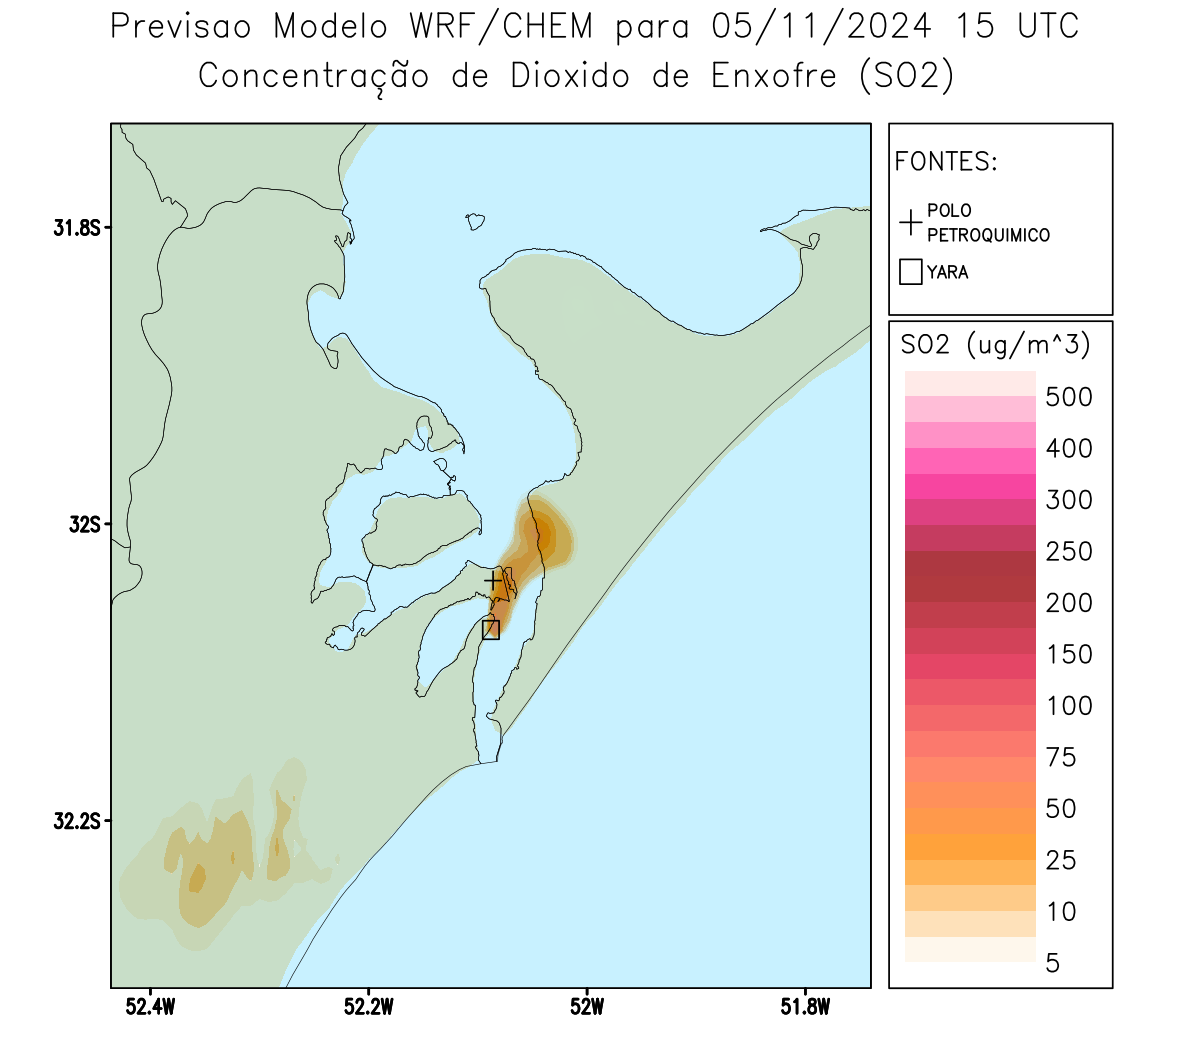 Previsao Modelo WRF/CHEM para 05/11/2024 15 UTC
Concentração de Dioxido de Enxofre (SO2)
FONTES:
POLO
PETROQUIMICO
YARA
SO2 (ug/m^3)
500
400
300
250
200
150
100
75
50
25
10
5
31.8S
32S
32.2S
52.4W
52.2W
52W
51.8W